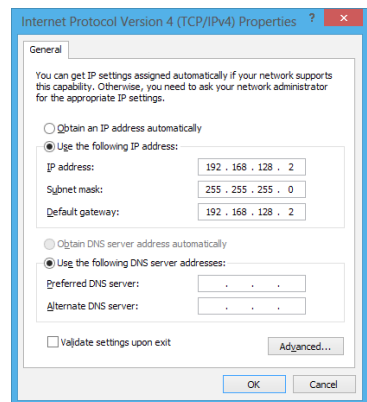 Internet Protocol Version 4 (TCP/IPv4) Properties ? ×
General
You can get IP settings assigned automatically if your network supports
this capability. Otherwise, you need to ask your network administrator
for the appropriate IP settings.
Obtain an IP address automatically
Use the following IP address:
IP address: 192 . 168 . 128 . 2
Subnet mask: 255 . 255 . 255 . 0
Default gateway: 192 . 168 . 128 . 2
Obtain DNS server address automatically
Use the following DNS server addresses:
Preferred DNS server: . . .
Alternate DNS server: . . .
Validate settings upon exit
Advanced...
OK Cancel